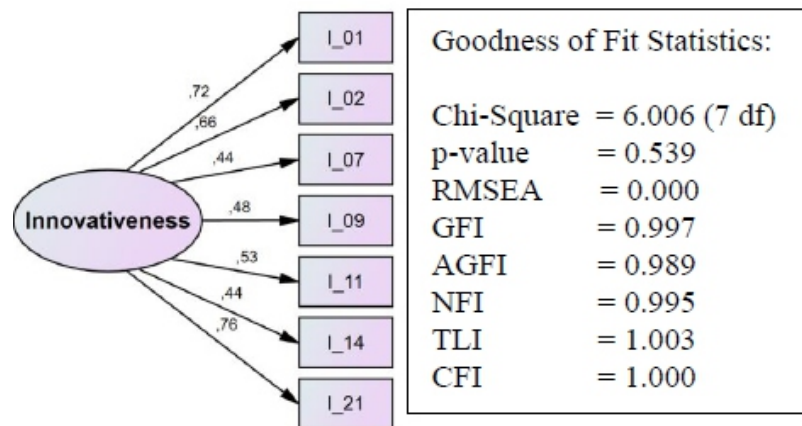 I_01
,72
I_02
,66
I_07
,44
Innovativeness
,48
I_09
,53
I_11
,44
I_14
,76
I_21
Goodness of Fit Statistics:
Chi-Square = 6.006 (7 df)
p-value = 0.539
RMSEA = 0.000
GFI = 0.997
AGFI = 0.989
NFI = 0.995
TLI = 1.003
CFI = 1.000